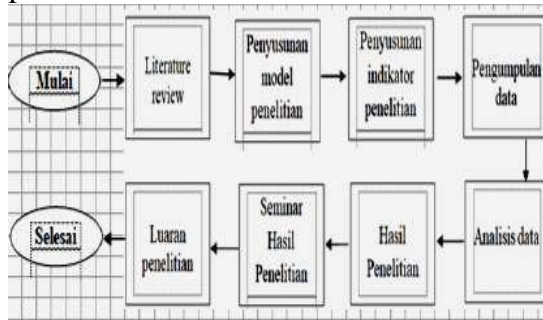 Mulai
Literature
review
Penyusunan
model
penelitian
Penyusunan
indikator
penelitian
Pengumpulan
data
Analisis data
Hasil
Penelitian
Seminar
Hasil
Penelitian
Luaran
penelitian
Selesai